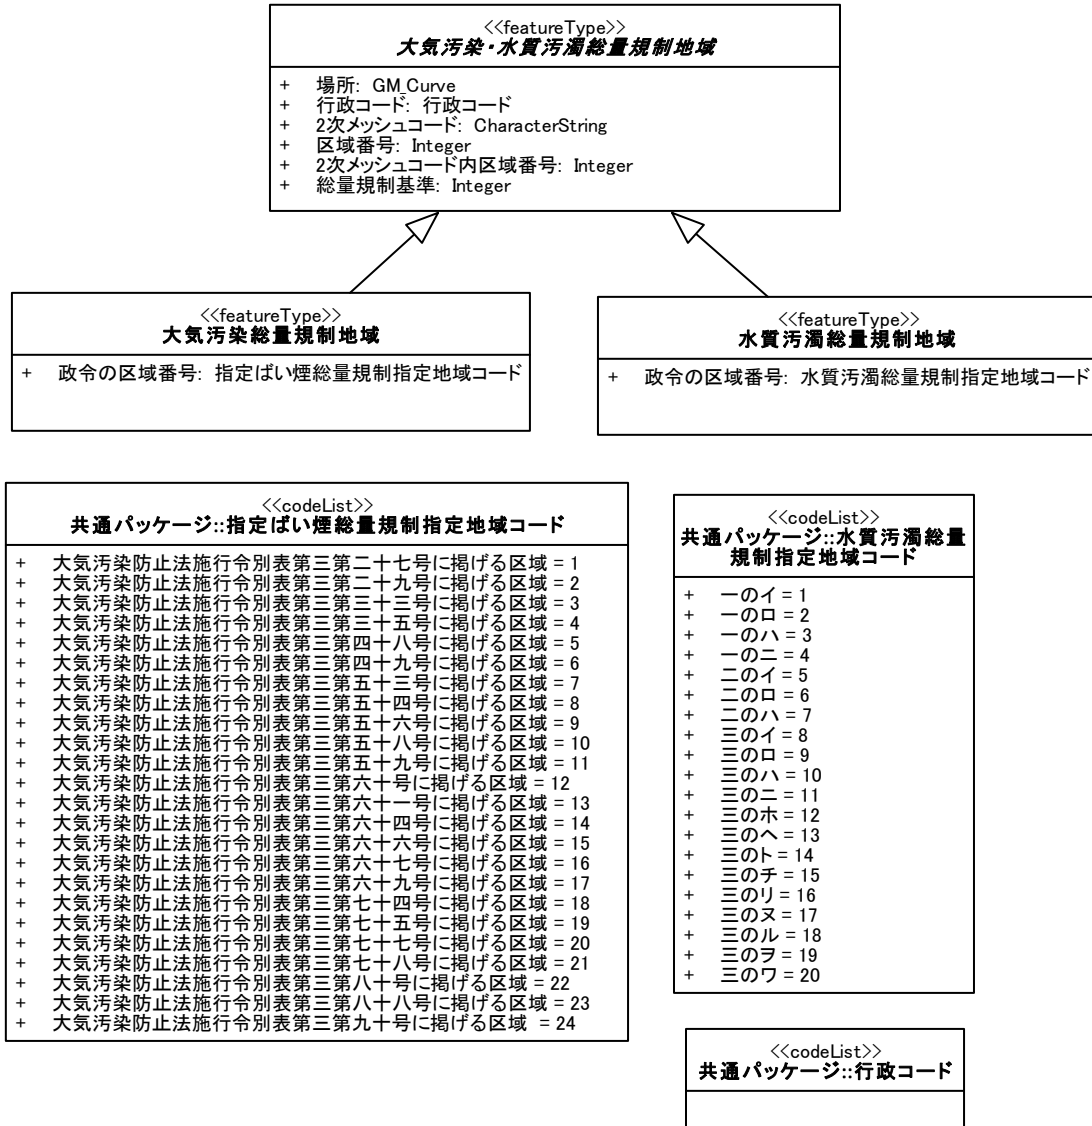 <<featureType>>
大気汚染・水質汚濁総量規制地域
+ 場所: GM_Curve
+ 行政コード: 行政コード
+ 2次メッシュコード: CharacterString
+ 区域番号: Integer
+ 2次メッシュコード内区域番号: Integer
+ 総量規制基準: Integer
<<featureType>>
大気汚染総量規制地域
+ 政令の区域番号: 指定ばい煙総量規制指定地域コード
<<featureType>>
水質汚濁総量規制地域
+ 政令の区域番号: 水質汚濁総量規制指定地域コード
<<codeList>>
共通パッケージ::指定ばい煙総量規制指定地域コード
+ 大気汚染防止法施行令別表第三第二十七号に掲げる区域 = 1
+ 大気汚染防止法施行令別表第三第二十九号に掲げる区域 = 2
+ 大気汚染防止法施行令別表第三第三十三号に掲げる区域 = 3
+ 大気汚染防止法施行令別表第三第三十五号に掲げる区域 = 4
+ 大気汚染防止法施行令別表第三第四十八号に掲げる区域 = 5
+ 大気汚染防止法施行令別表第三第四十九号に掲げる区域 = 6
+ 大気汚染防止法施行令別表第三第五十三号に掲げる区域 = 7
+ 大気汚染防止法施行令別表第三第五十四号に掲げる区域 = 8
+ 大気汚染防止法施行令別表第三第五十六号に掲げる区域 = 9
+ 大気汚染防止法施行令別表第三第五十八号に掲げる区域 = 10
+ 大気汚染防止法施行令別表第三第五十九号に掲げる区域 = 11
+ 大気汚染防止法施行令別表第三第六十号に掲げる区域 = 12
+ 大気汚染防止法施行令別表第三第六十一号に掲げる区域 = 13
+ 大気汚染防止法施行令別表第三第六十四号に掲げる区域 = 14
+ 大気汚染防止法施行令別表第三第六十六号に掲げる区域 = 15
+ 大気汚染防止法施行令別表第三第六十七号に掲げる区域 = 16
+ 大気汚染防止法施行令別表第三第六十九号に掲げる区域 = 17
+ 大気汚染防止法施行令別表第三第七十四号に掲げる区域 = 18
+ 大気汚染防止法施行令別表第三第七十五号に掲げる区域 = 19
+ 大気汚染防止法施行令別表第三第七十七号に掲げる区域 = 20
+ 大気汚染防止法施行令別表第三第七十八号に掲げる区域 = 21
+ 大気汚染防止法施行令別表第三第八十号に掲げる区域 = 22
+ 大気汚染防止法施行令別表第三第八十八号に掲げる区域 = 23
+ 大気汚染防止法施行令別表第三第九十号に掲げる区域 = 24
<<codeList>>
共通パッケージ::水質汚濁総量
規制指定地域コード
+ 一のイ = 1
+ 一のロ = 2
+ 一のハ = 3
+ 一のニ = 4
+ 二のイ = 5
+ 二のロ = 6
+ 二のハ = 7
+ 三のイ = 8
+ 三のロ = 9
+ 三のハ = 10
+ 三のニ = 11
+ 三のホ = 12
+ 三のヘ = 13
+ 三のト = 14
+ 三のチ = 15
+ 三のリ = 16
+ 三のヌ = 17
+ 三のル = 18
+ 三のヲ = 19
+ 三のワ = 20
<<codeList>>
共通パッケージ::行政コード